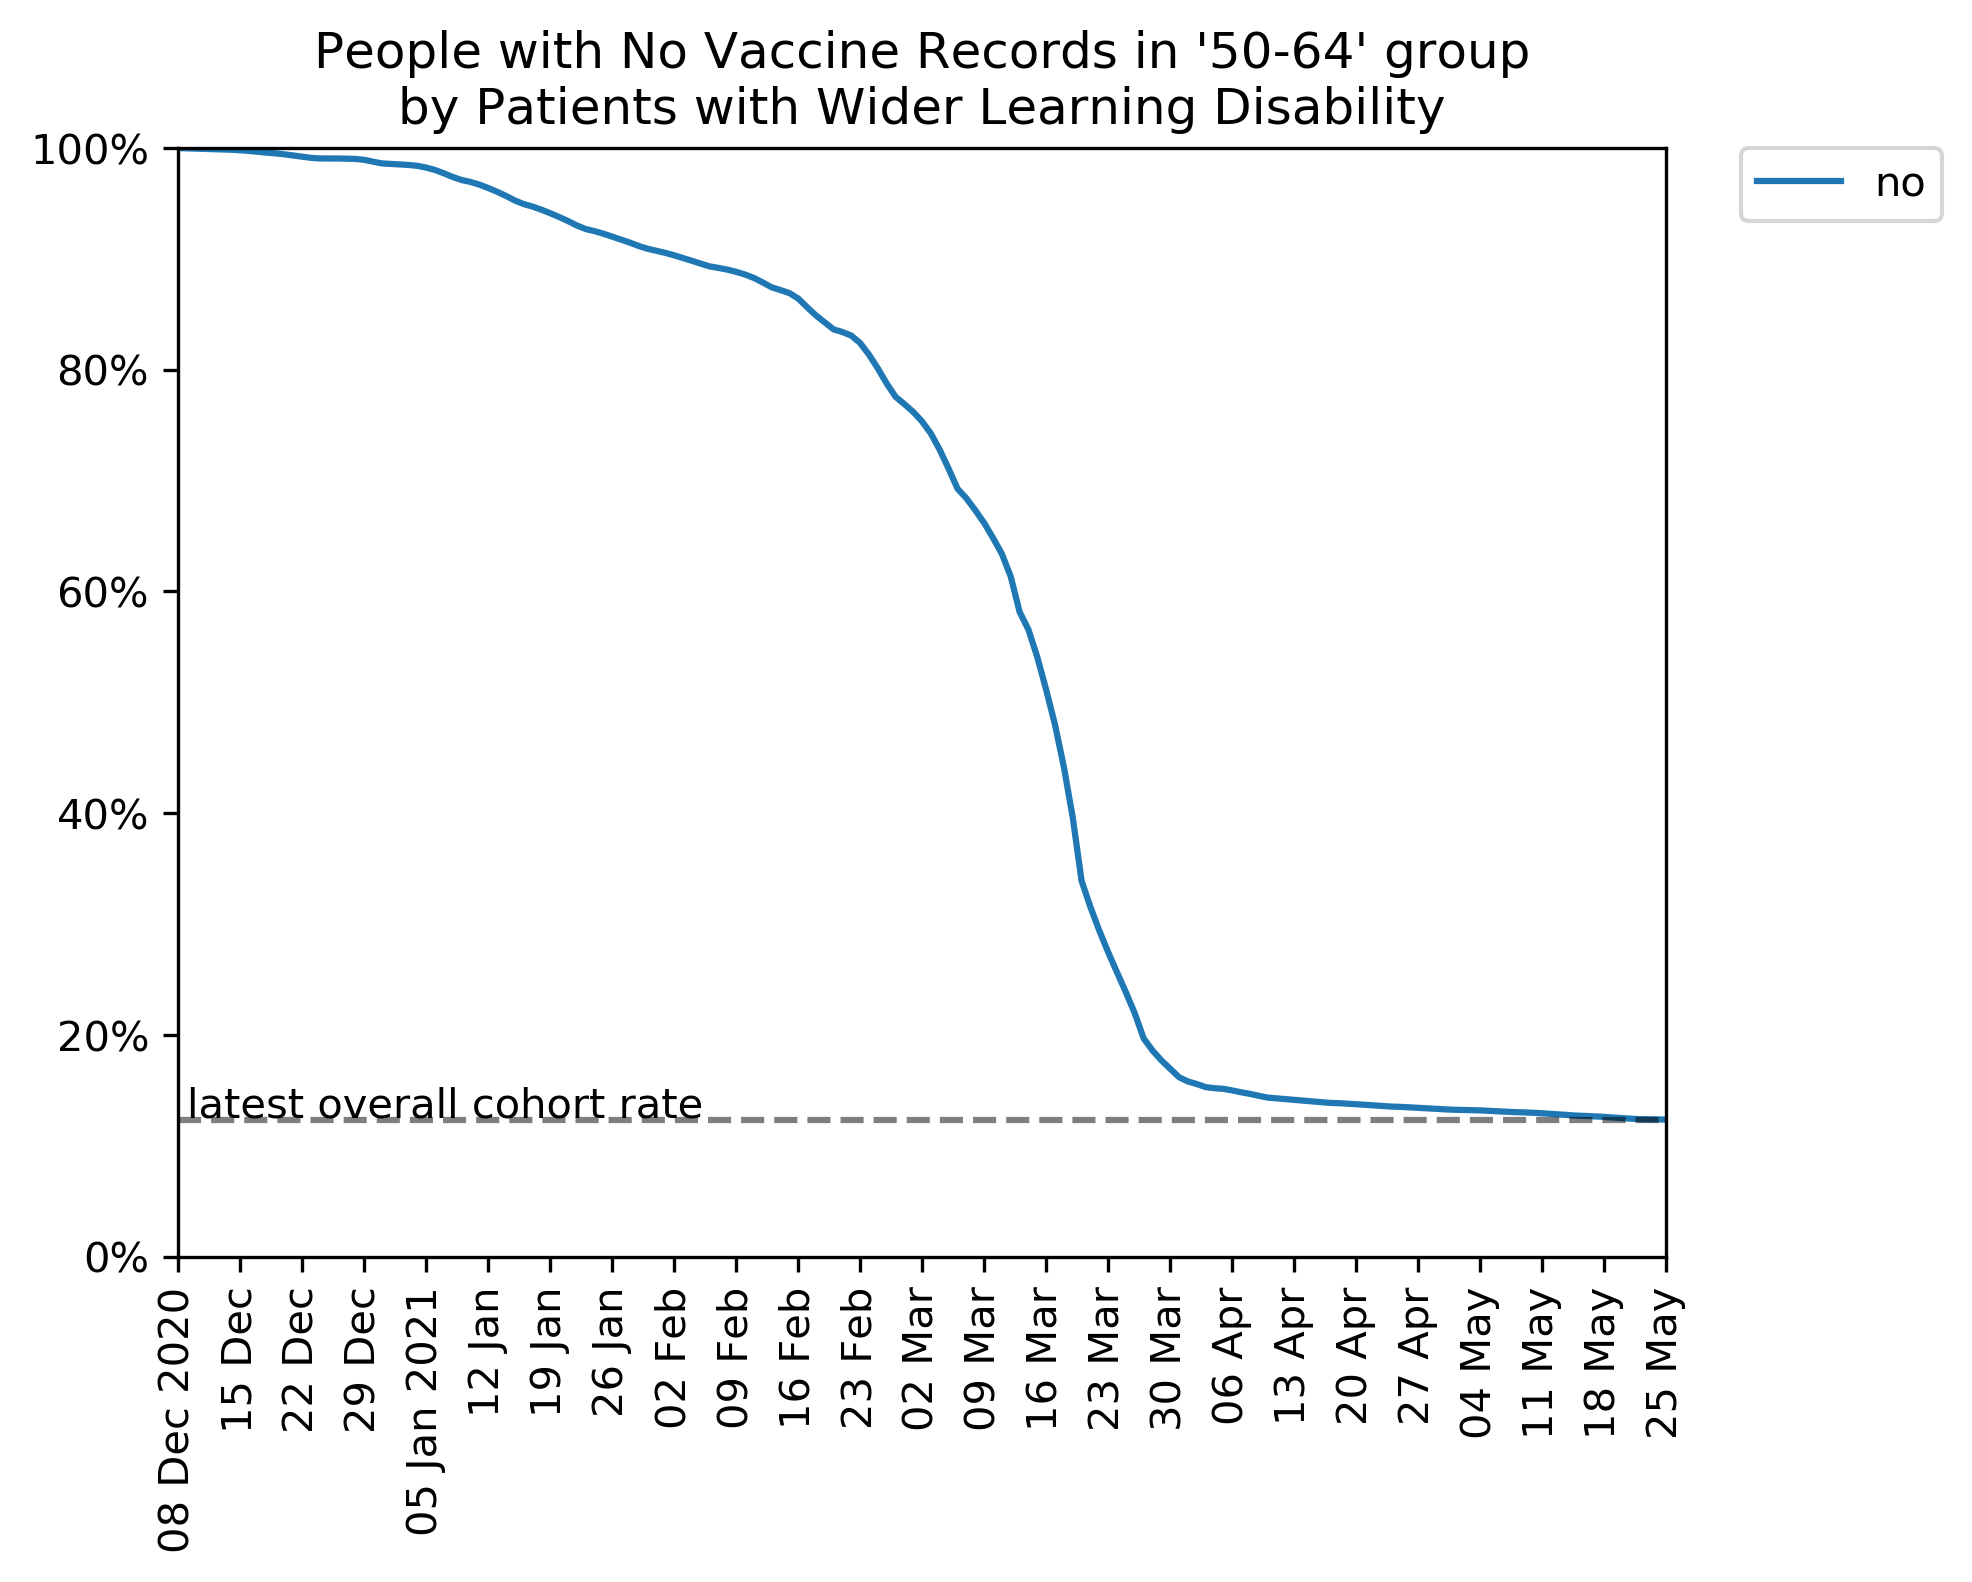 People with No Vaccine Records in '50-64' group
by Patients with Wider Learning Disability
100%
80%
60%
40%
20%
0%
no
latest overall cohort rate
08 Dec 2020
15 Dec
22 Dec
29 Dec
05 Jan 2021
12 Jan
19 Jan
26 Jan
02 Feb
09 Feb
16 Feb
23 Feb
02 Mar
09 Mar
16 Mar
23 Mar
30 Mar
06 Apr
13 Apr
20 Apr
27 Apr
04 May
11 May
18 May
25 May